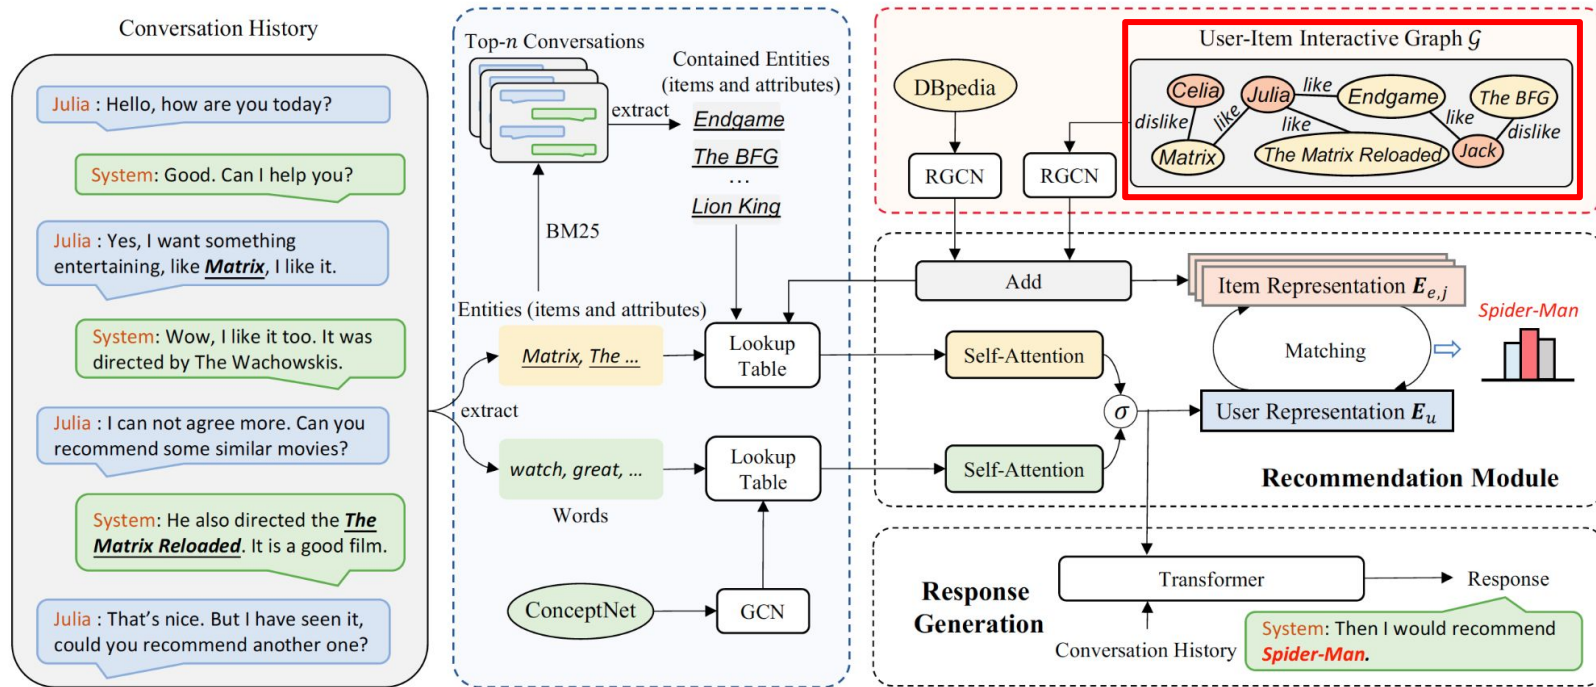 Conversation History
Julia : Hello, how are you today?
System: Good. Can I help you?
Julia : Yes, I want something
entertaining, like Matrix, I like it.
System: Wow, I like it too. It was
directed by The Wachowskis.
Julia : I can not agree more. Can you
recommend some similar movies?
System: He also directed the The
Matrix Reloaded. It is a good film.
Julia : That's nice. But I have seen it,
could you recommend another one?
Top-n Conversations
extract
Contained Entities
(items and attributes)
Endgame
The BFG
...
Lion King
BM25
Entities (items and attributes)
Matrix, The ...
Lookup
Table
extract
watch, great, ...
Words
Lookup
Table
ConceptNet
GCN
DBpedia
RGCN
RGCN
User-Item Interactive Graph G
Celia
Julia
like
Endgame
The BFG
dislike
like
like
like
dislike
Matrix
The Matrix Reloaded
Jack
Add
Item Representation E_{e,j}
Self-Attention
σ
Self-Attention
Matching
User Representation E_u
Spider-Man
Recommendation Module
Response
Generation
Transformer
Response
Conversation History
System: Then I would recommend
Spider-Man.